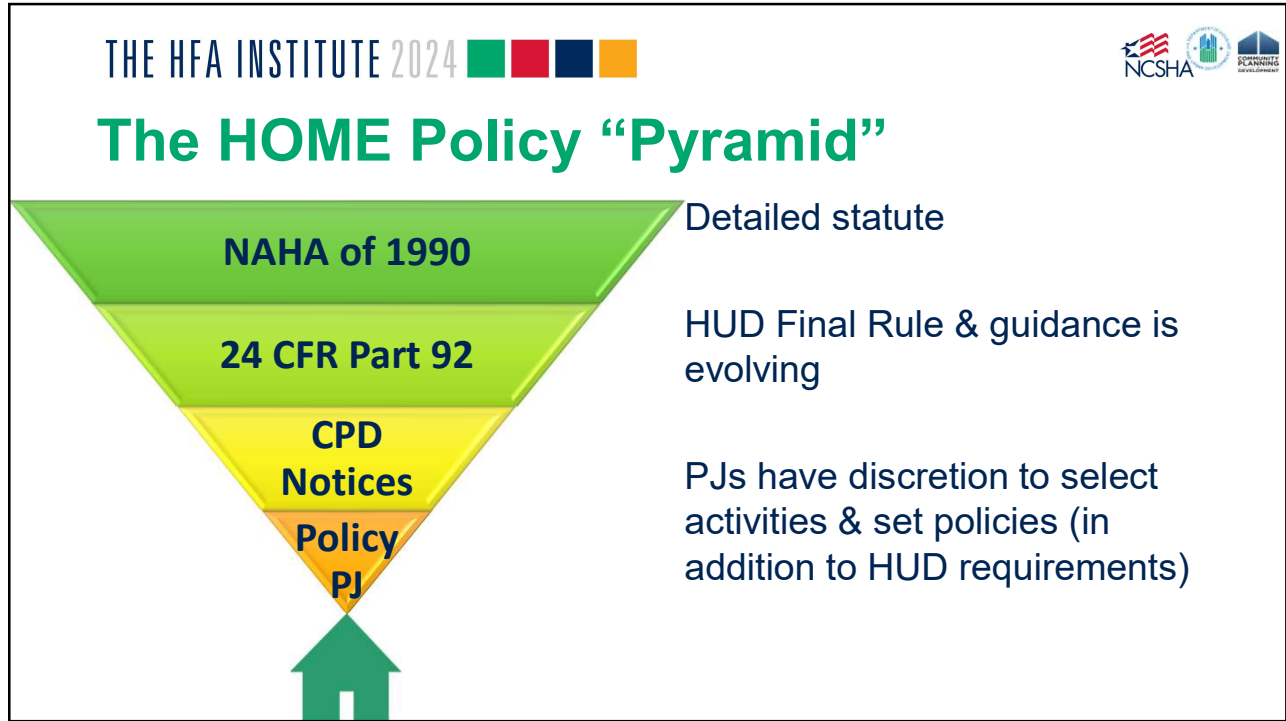 THE HFA INSTITUTE 2024
NCSHA
COMMUNITY
PLANNING
DEVELOPMENT
The HOME Policy “Pyramid”
NAHA of 1990
Detailed statute
24 CFR Part 92
HUD Final Rule & guidance is
evolving
CPD
Notices
Policy
PJ
PJs have discretion to select
activities & set policies (in
addition to HUD requirements)